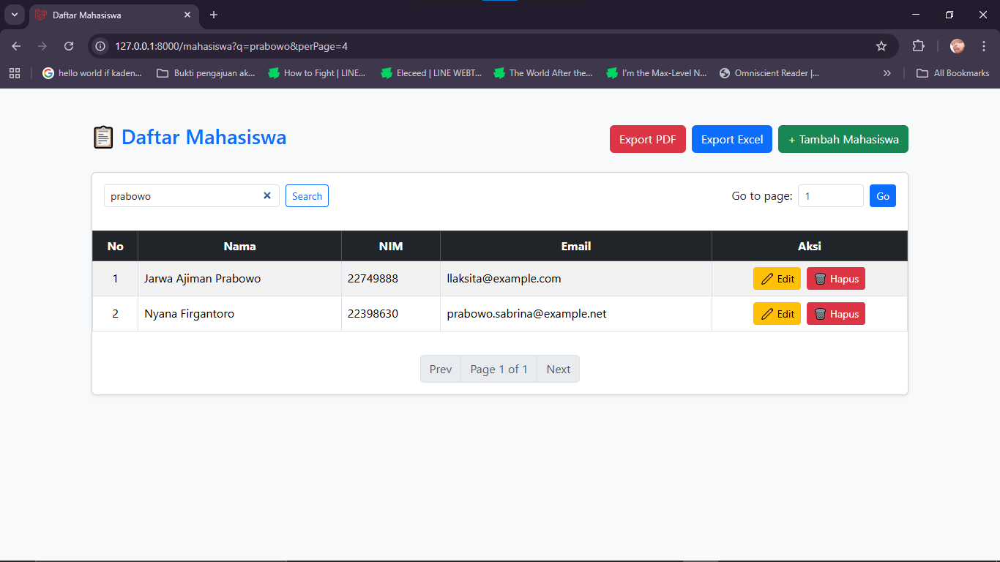 Daftar Mahasiswa
127.0.0.1:8000/mahasiswa?q=prabowo&perPage=4
hello world if kaden... Bukti pengajuan ak... How to Fight | LINE... Eleceed | LINE WEBT... The World After the... I'm the Max-Level N... Omniscient Reader |... All Bookmarks
Daftar Mahasiswa Export PDF Export Excel + Tambah Mahasiswa
prabowo Search Go to page: 1 Go
No Nama NIM Email Aksi
1 Jarwa Ajiman Prabowo 22749888 llaksita@example.com Edit Hapus
2 Nyana Firgantoro 22398630 prabowo.sabrina@example.net Edit Hapus
Prev Page 1 of 1 Next